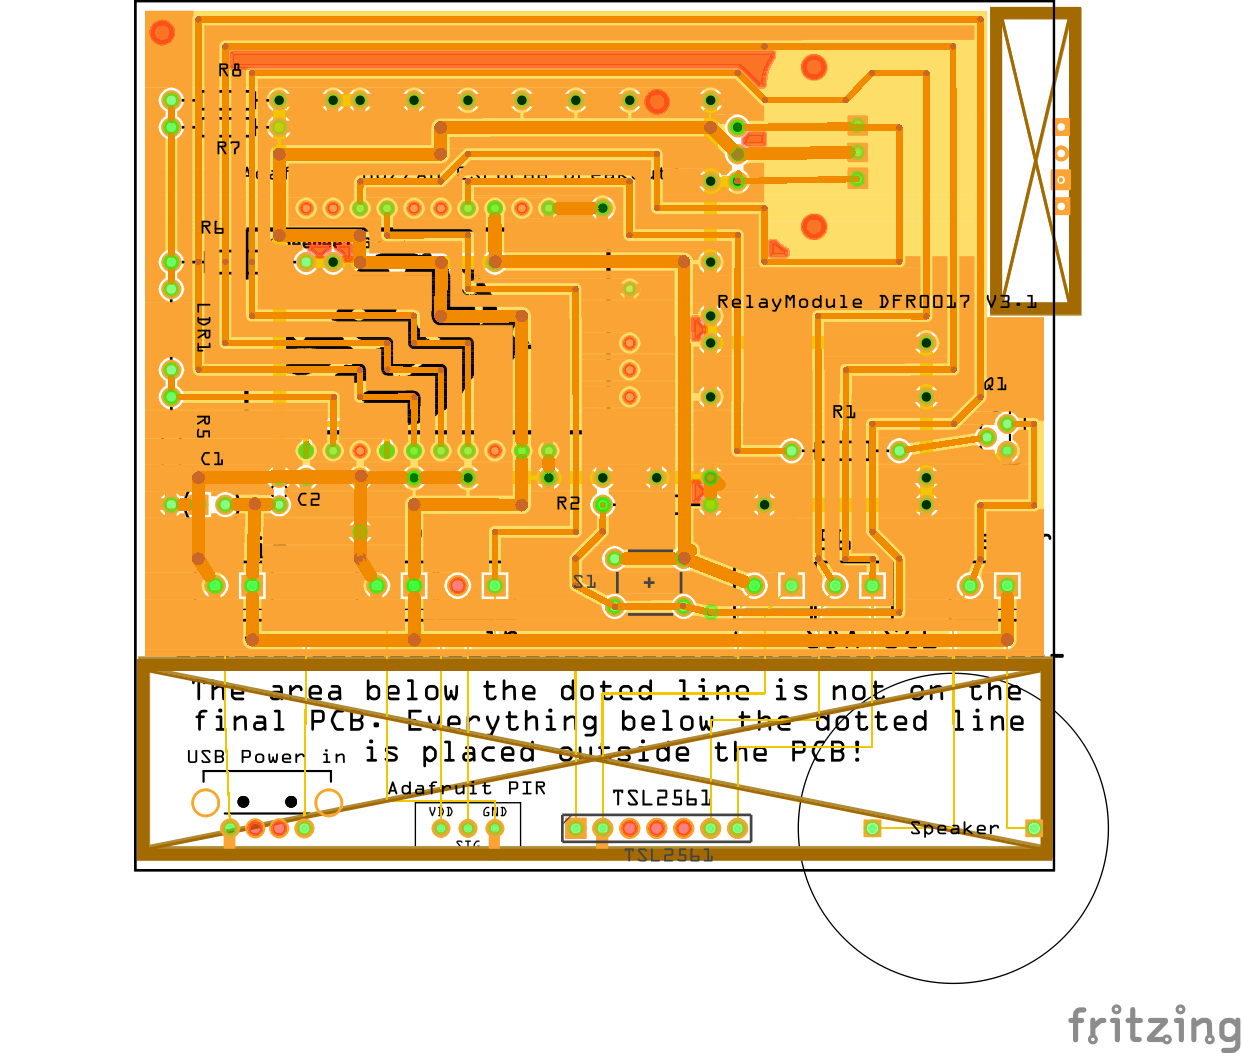 R8
R7
R6
RelayModule DFR0017 V3.1
LDR1
Q1
R1
R5
C1
C2
R2
S1
+
The area below the doted line is not on the
final PCB. Everything below the dotted line
is placed outside the PCB!
USB Power in
Adafruit PIR
VDD GND
SIG
TSL2561
Speaker
TSL2561
fritzing